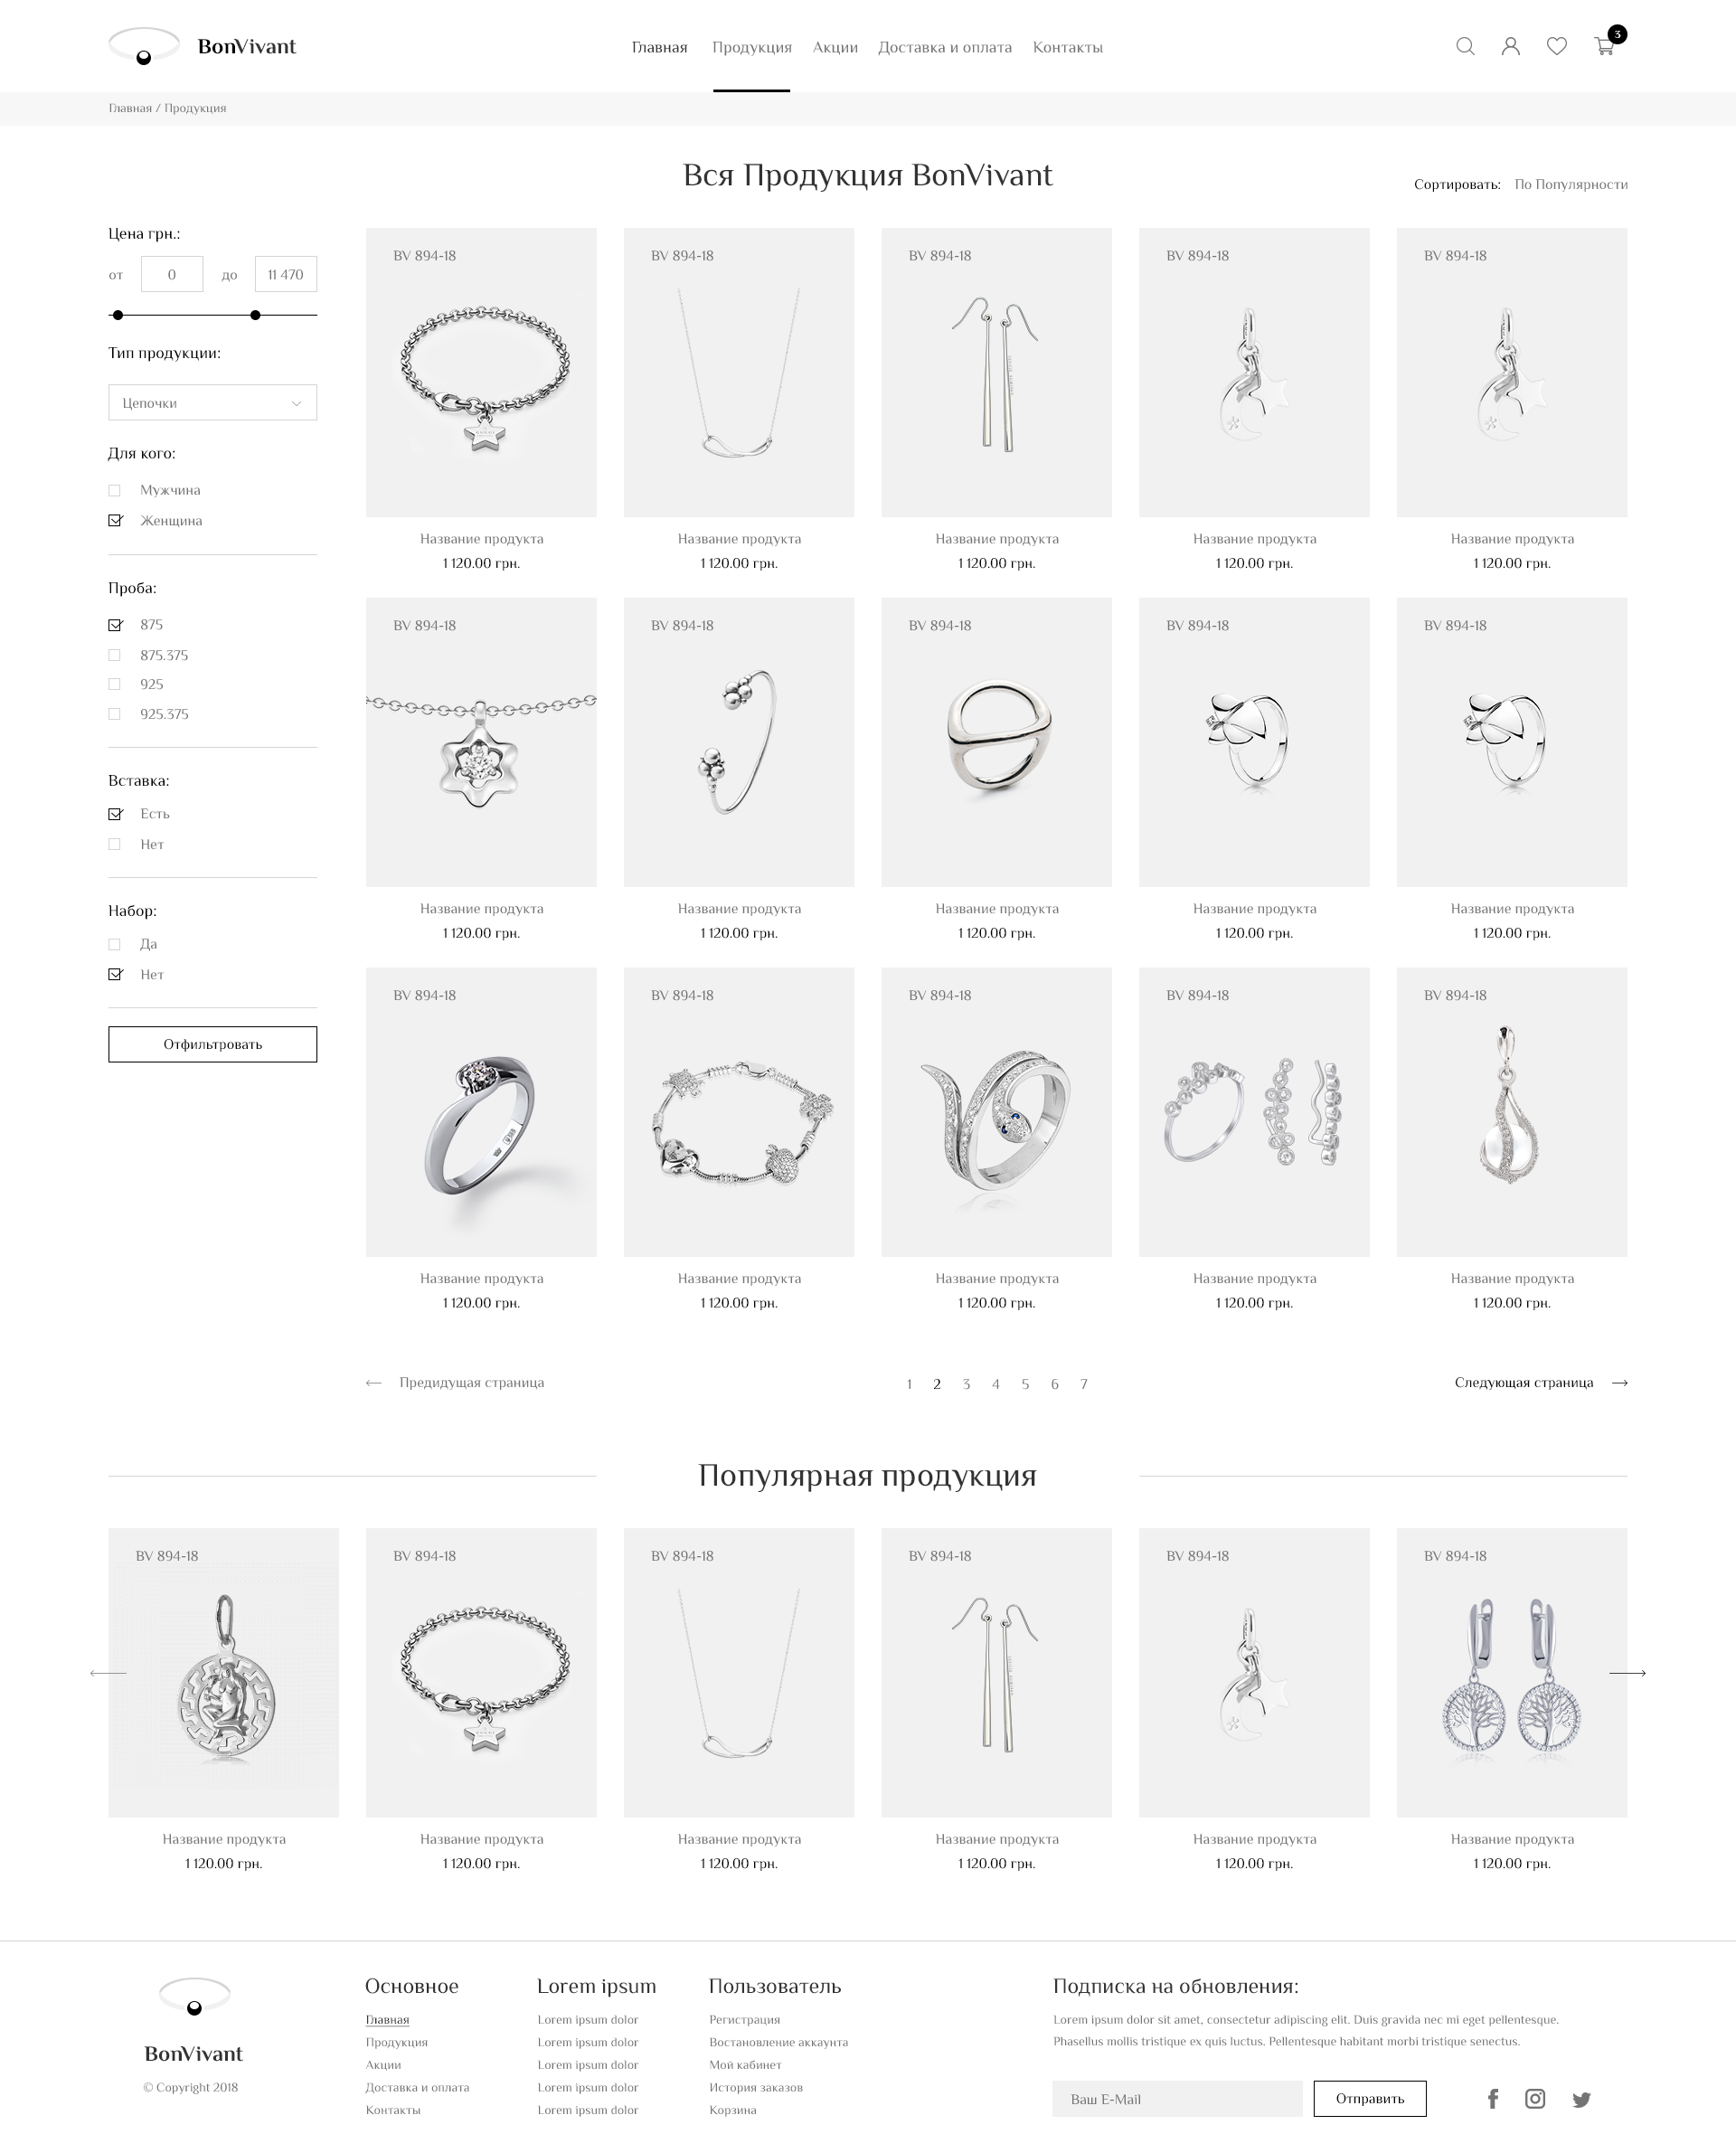 BonVivant
Главная Продукция Акции Доставка и оплата Контакты
3
Главная / Продукция
Вся Продукция BonVivant
Сортировать: По Популярности
Цена грн.:
от 0 до 11 470
Тип продукции:
Цепочки
Для кого:
Мужчина
Женщина
Проба:
875
875.375
925
925.375
Вставка:
Есть
Нет
Набор:
Да
Нет
Отфильтровать
BV 894-18 BV 894-18 BV 894-18 BV 894-18 BV 894-18
Название продукта Название продукта Название продукта Название продукта Название продукта
1 120.00 грн. 1 120.00 грн. 1 120.00 грн. 1 120.00 грн. 1 120.00 грн.
BV 894-18 BV 894-18 BV 894-18 BV 894-18 BV 894-18
Название продукта Название продукта Название продукта Название продукта Название продукта
1 120.00 грн. 1 120.00 грн. 1 120.00 грн. 1 120.00 грн. 1 120.00 грн.
BV 894-18 BV 894-18 BV 894-18 BV 894-18 BV 894-18
Название продукта Название продукта Название продукта Название продукта Название продукта
1 120.00 грн. 1 120.00 грн. 1 120.00 грн. 1 120.00 грн. 1 120.00 грн.
Предидущая страница 1 2 3 4 5 6 7 Следующая страница
Популярная продукция
BV 894-18 BV 894-18 BV 894-18 BV 894-18 BV 894-18 BV 894-18
Название продукта Название продукта Название продукта Название продукта Название продукта Название продукта
1 120.00 грн. 1 120.00 грн. 1 120.00 грн. 1 120.00 грн. 1 120.00 грн. 1 120.00 грн.
BonVivant
© Copyright 2018
Основное
Главная
Продукция
Акции
Доставка и оплата
Контакты
Lorem ipsum
Lorem ipsum dolor
Lorem ipsum dolor
Lorem ipsum dolor
Lorem ipsum dolor
Lorem ipsum dolor
Пользователь
Регистрация
Востановление аккаунта
Мой кабинет
История заказов
Корзина
Подписка на обновления:
Lorem ipsum dolor sit amet, consectetur adipiscing elit. Duis gravida nec mi eget pellentesque.
Phasellus mollis tristique ex quis luctus. Pellentesque habitant morbi tristique senectus.
Ваш E-Mail
Отправить